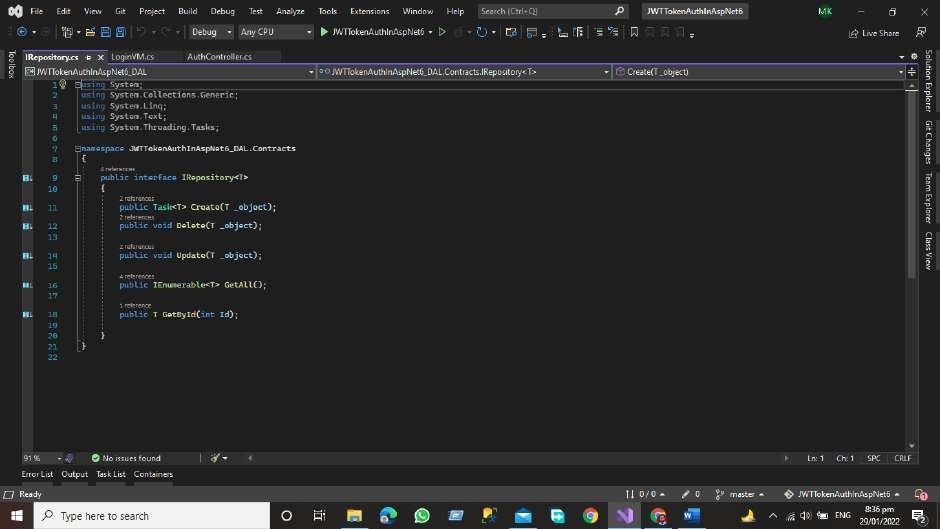 File Edit View Git Project Build Debug Test Analyze Tools Extensions Window Help Search (Ctrl+Q) JWTTokenAuthInAspNet6 MK
Debug Any CPU JWTTokenAuthInAspNet6 Live Share
Toolbox
IRepository.cs LoginVM.cs AuthController.cs
JWTTokenAuthInAspNet6_DAL JWTTokenAuthInAspNet6_DAL.Contracts.IRepository<T> Create(T _object)
1 using System;
2 using System.Collections.Generic;
3 using System.Linq;
4 using System.Text;
5 using System.Threading.Tasks;
6
7 namespace JWTTokenAuthInAspNet6_DAL.Contracts
8 {
4 references
9 public interface IRepository<T>
10 {
2 references
11 public Task<T> Create(T _object);
2 references
12 public void Delete(T _object);
13
2 references
14 public void Update(T _object);
15
4 references
16 public IEnumerable<T> GetAll();
17
1 reference
18 public T GetById(int Id);
19
20 }
21 }
22
Solution Explorer
Git Changes
Team Explorer
Class View
91 % No issues found Ln: 1 Ch: 1 SPC CRLF
Error List Output Task List Containers
Ready 0 / 0 0 master JWTTokenAuthInAspNet6 1
Type here to search ENG 8:36 pm
29/01/2022 2